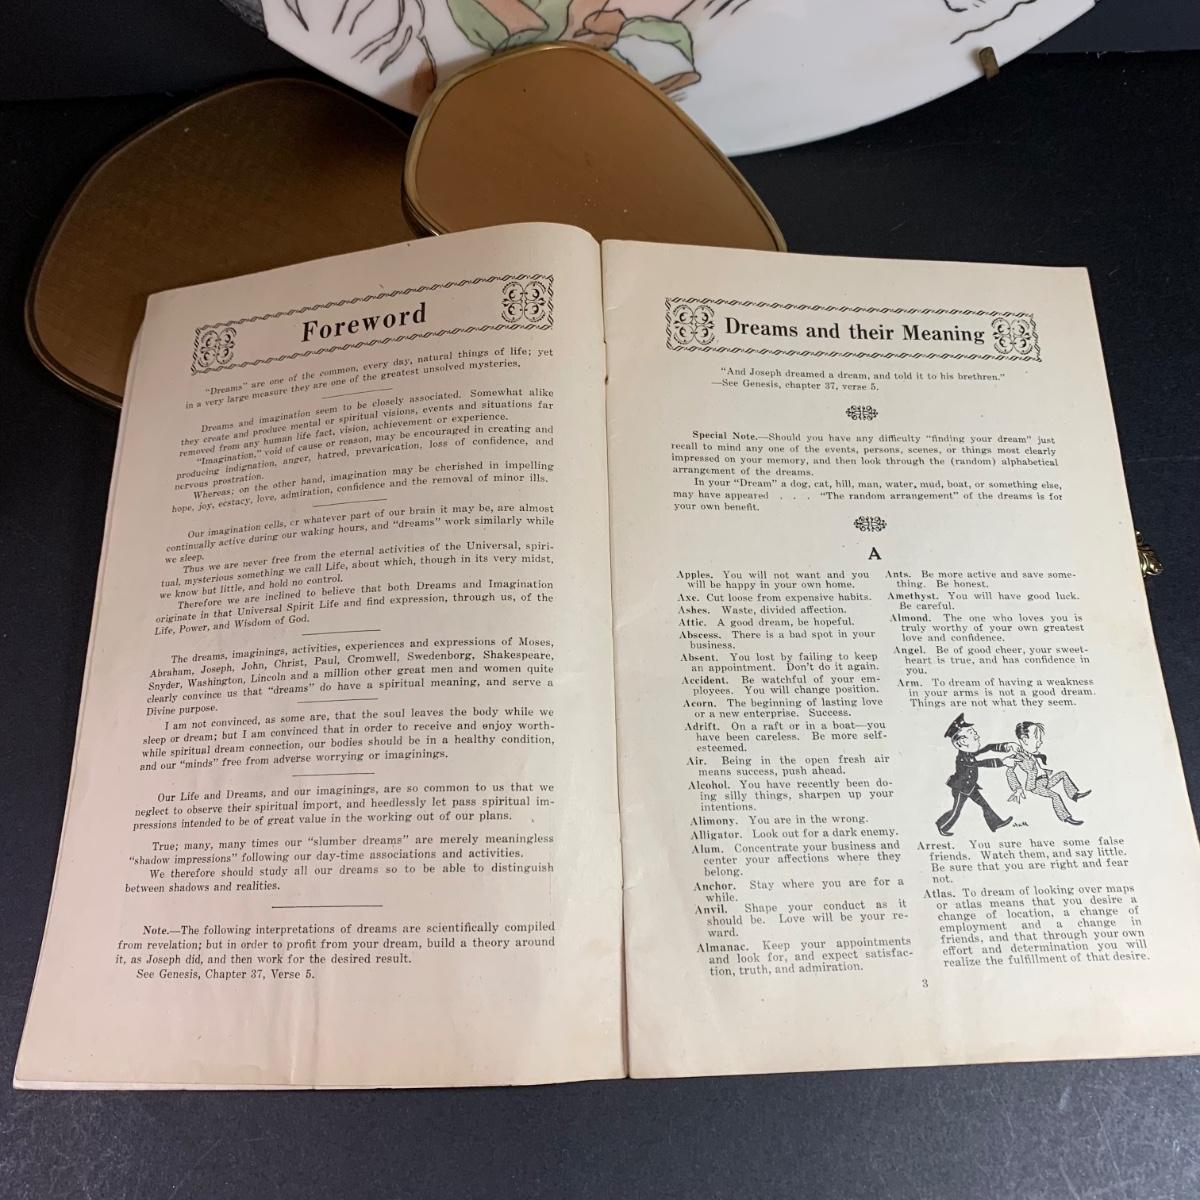 Foreword
"Dreams" are one of the common, every day, natural things of life; yet
in a very large measure they are one of the greatest unsolved mysteries.
Dreams and imagination seem to be closely associated. Somewhat alike
they create and produce mental or spiritual visions, events and situations far
removed from any human life fact, vision, achievement or experience.
"Imagination," void of cause or reason, may be encouraged in creating and
producing indignation, anger, hatred, prevarication, loss of confidence, and
nervous prostration.
Whereas; on the other hand, imagination may be cherished in impelling
hope, joy, ecstacy, love, admiration, confidence and the removal of minor ills.
Our imagination cells, or whatever part of our brain it may be, are almost
continually active during our waking hours, and "dreams" work similarly while
we sleep.
Thus we are never free from the eternal activities of the Universal, spiri-
tual, mysterious something we call Life, about which, though in its very midst,
we know but little, and hold no control.
Therefore we are inclined to believe that both Dreams and Imagination
originate in that Universal Spirit Life and find expression, through us, of the
Life, Power, and Wisdom of God.
The dreams, imaginings, activities, experiences and expressions of Moses,
Abraham, Joseph, John, Christ, Paul, Cromwell, Swedenborg, Shakespeare,
Snyder, Washington, Lincoln and a million other great men and women quite
clearly convince us that "dreams" do have a spiritual meaning, and serve a
Divine purpose.
I am not convinced, as some are, that the soul leaves the body while we
sleep or dream; but I am convinced that in order to receive and enjoy worth-
while spiritual dream connection, our bodies should be in a healthy condition,
and our "minds" free from adverse worrying or imaginings.
Our Life and Dreams, and our imaginings, are so common to us that we
neglect to observe their spiritual import, and heedlessly let pass spiritual im-
pressions intended to be of great value in the working out of our plans.
True; many, many times our "slumber dreams" are merely meaningless
"shadow impressions" following our day-time associations and activities.
We therefore should study all our dreams so to be able to distinguish
between shadows and realities.
Note.—The following interpretations of dreams are scientifically compiled
from revelation; but in order to profit from your dream, build a theory around
it, as Joseph did, and then work for the desired result.
See Genesis, Chapter 37, Verse 5.
Dreams and their Meaning
"And Joseph dreamed a dream, and told it to his brethren."
—See Genesis, chapter 37, verse 5.
Special Note.—Should you have any difficulty "finding your dream" just
recall to mind any one of the events, persons, scenes, or things most clearly
impressed on your memory, and then look through the (random) alphabetical
arrangement of the dreams.
In your "Dream" a dog, cat, hill, man, water, mud, boat, or something else,
may have appeared . . . "The random arrangement" of the dreams is for
your own benefit.
A
Apples. You will not want and you
will be happy in your own home.
Axe. Cut loose from expensive habits.
Ashes. Waste, divided affection.
Attic. A good dream, be hopeful.
Abscess. There is a bad spot in your
business.
Absent. You lost by failing to keep
an appointment. Don't do it again.
Accident. Be watchful of your em-
ployees. You will change position.
Acorn. The beginning of lasting love
or a new enterprise. Success.
Adrift. On a raft or in a boat—you
have been careless. Be more self-
esteemed.
Air. Being in the open fresh air
means success, push ahead.
Alcohol. You have recently been do-
ing silly things, sharpen up your
intentions.
Alimony. You are in the wrong.
Alligator. Look out for a dark enemy.
Alum. Concentrate your business and
center your affections where they
belong.
Anchor. Stay where you are for a
while.
Anvil. Shape your conduct as it
should be. Love will be your re-
ward.
Almanac. Keep your appointments
and look for, and expect satisfac-
tion, truth, and admiration.
Ants. Be more active and save some-
thing. Be honest.
Amethyst. You will have good luck.
Be careful.
Almond. The one who loves you is
truly worthy of your own greatest
love and confidence.
Angel. Be of good cheer, your sweet-
heart is true, and has confidence in
you.
Arm. To dream of having a weakness
in your arms is not a good dream.
Things are not what they seem.
Arrest. You sure have some false
friends. Watch them, and say little.
Be sure that you are right and fear
not.
Atlas. To dream of looking over maps
or atlas means that you desire a
change of location, a change of
employment and a change in
friends, and that through your own
effort and determination you will
realize the fulfillment of that desire.
3